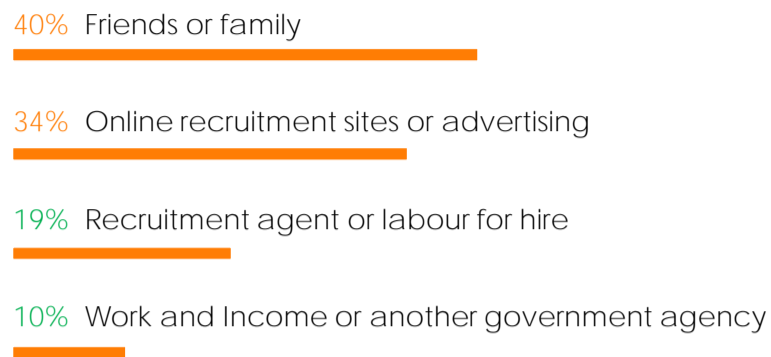 40% Friends or family
34% Online recruitment sites or advertising
19% Recruitment agent or labour for hire
10% Work and Income or another government agency